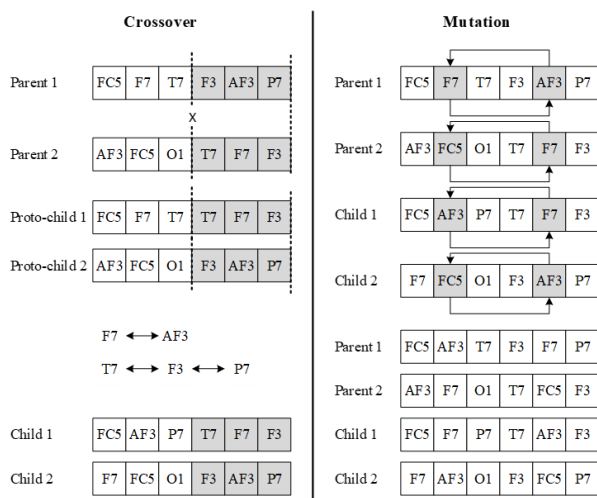 Crossover
Parent 1 FC5 F7 T7 F3 AF3 P7
X
Parent 2 AF3 FC5 O1 T7 F7 F3
Proto-child 1 FC5 F7 T7 T7 F7 F3
Proto-child 2 AF3 FC5 O1 F3 AF3 P7
F7 AF3
T7 F3 P7
Child 1 FC5 AF3 P7 T7 F7 F3
Child 2 F7 FC5 O1 F3 AF3 P7
Mutation
Parent 1 FC5 F7 T7 F3 AF3 P7
Parent 2 AF3 FC5 O1 T7 F7 F3
Child 1 FC5 AF3 P7 T7 F7 F3
Child 2 F7 FC5 O1 F3 AF3 P7
Parent 1 FC5 AF3 T7 F3 F7 P7
Parent 2 AF3 F7 O1 T7 FC5 F3
Child 1 FC5 F7 P7 T7 AF3 F3
Child 2 F7 AF3 O1 F3 FC5 P7